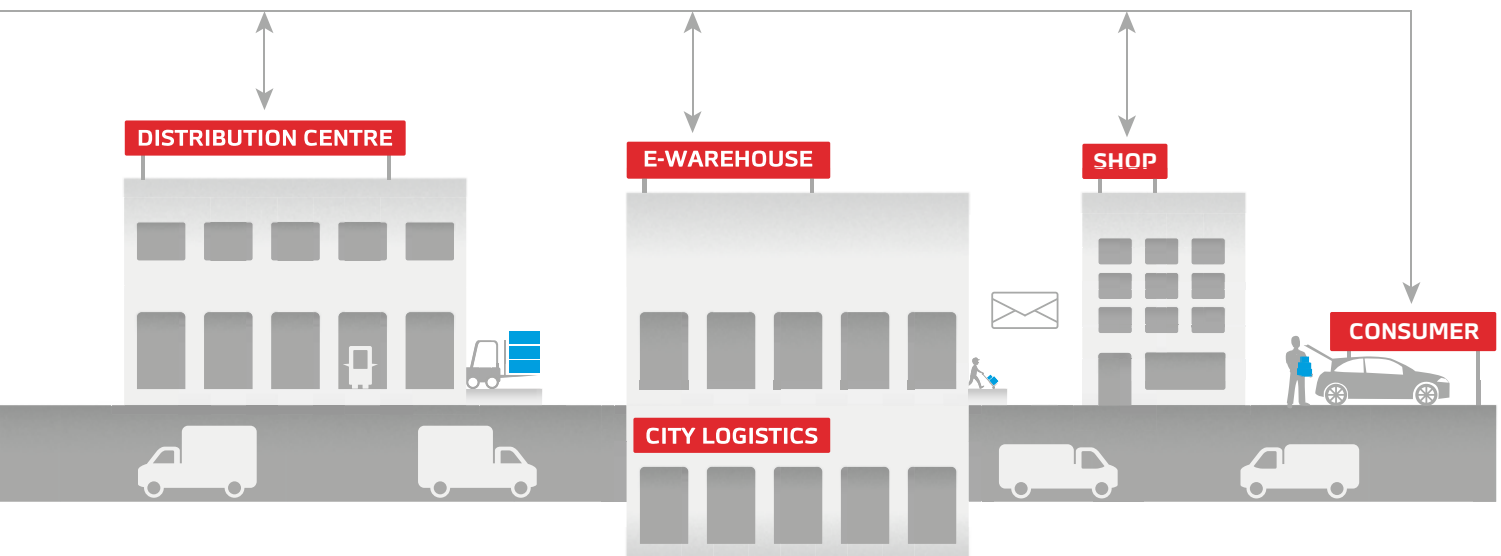 DISTRIBUTION CENTRE
E-WAREHOUSE
SHOP
CONSUMER
CITY LOGISTICS